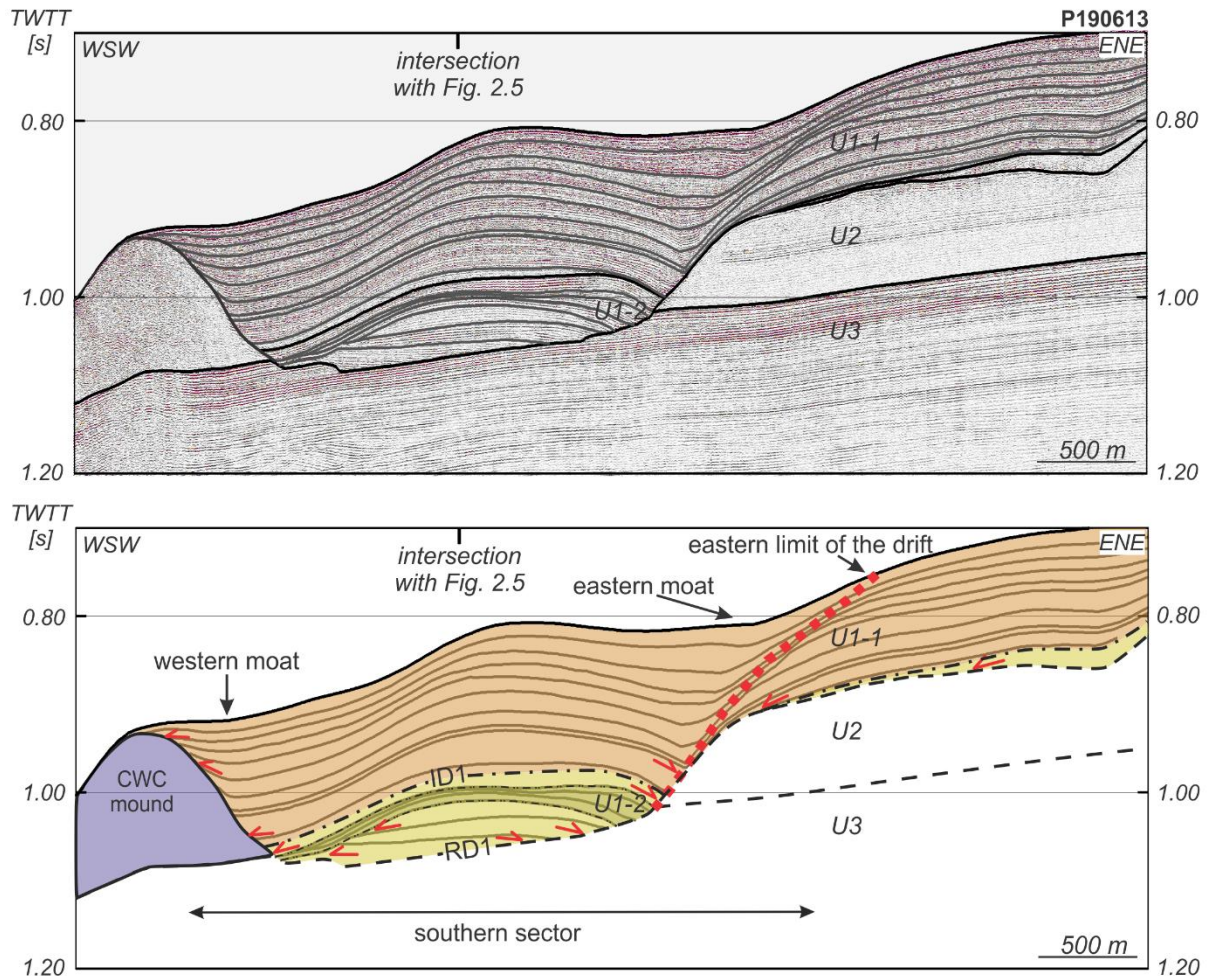 TWTT
[s]
P190613
WSW
ENE
intersection
with Fig. 2.5
0.80
0.80
U1-1
U2
1.00
1.00
U1-2
U3
500 m
1.20
1.20
TWTT
[s]
WSW
ENE
intersection
with Fig. 2.5
eastern limit of the drift
eastern moat
0.80
0.80
U1-1
western moat
U2
CWC
mound
ID1
1.00
1.00
U1-2
U3
RD1
southern sector
500 m
1.20
1.20